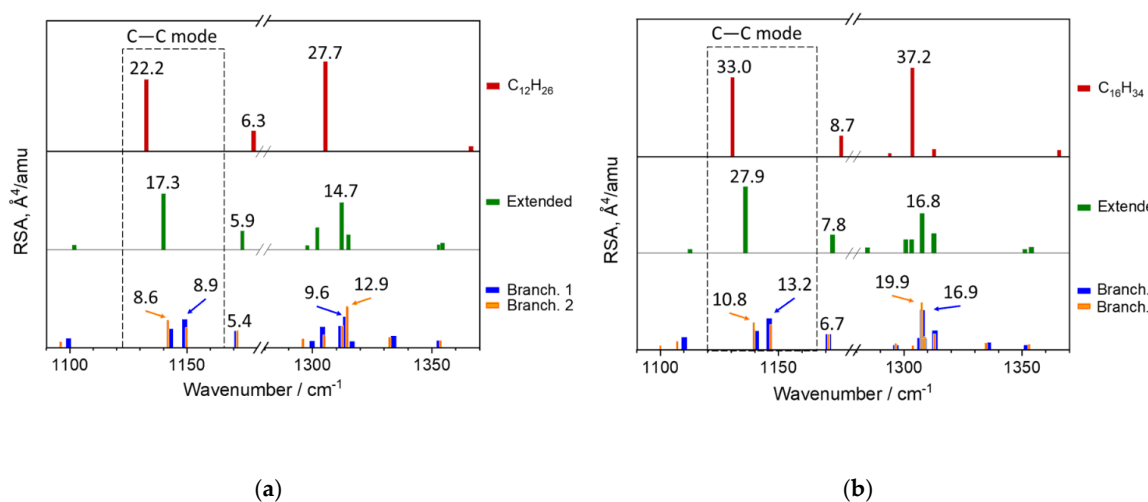 C—C mode
22.2
27.7
6.3
C₁₂H₂₆
17.3
5.9
14.7
Extended
8.6
8.9
5.4
9.6
12.9
Branch. 1
Branch. 2
RSA, Å⁴/amu
1100
1150
1300
1350
Wavenumber / cm⁻¹
(a)
C—C mode
33.0
37.2
8.7
C₁₆H₃₄
27.9
7.8
16.8
Extende
10.8
13.2
6.7
19.9
16.9
Branch.
Branch.
RSA, Å⁴/amu
1100
1150
1300
1350
Wavenumber / cm⁻¹
(b)